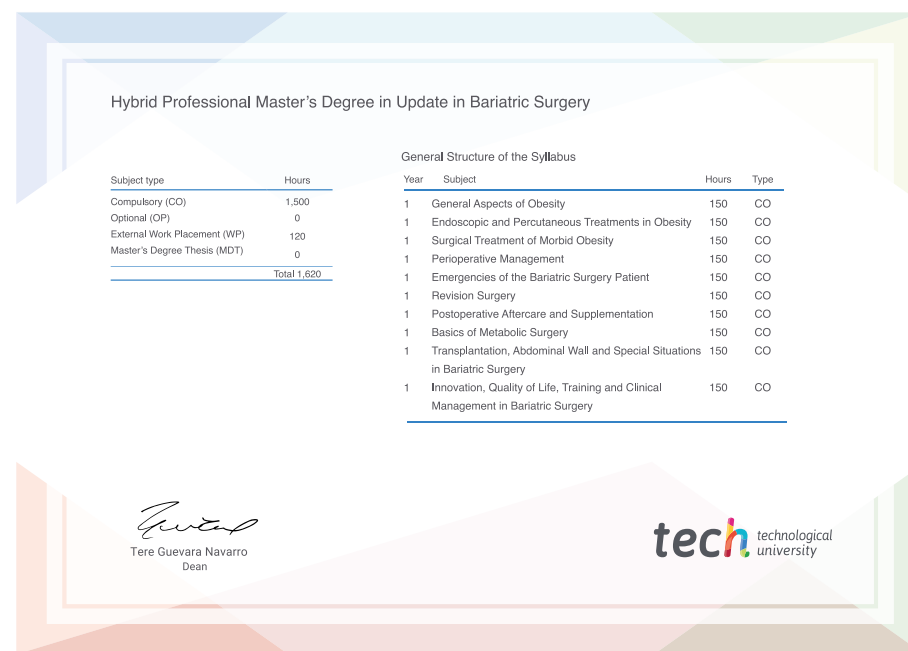 Hybrid Professional Master's Degree in Update in Bariatric Surgery
Subject type Hours
Compulsory (CO) 1,500
Optional (OP) 0
External Work Placement (WP) 120
Master's Degree Thesis (MDT) 0
Total 1,620
General Structure of the Syllabus
Year Subject Hours Type
1 General Aspects of Obesity 150 CO
1 Endoscopic and Percutaneous Treatments in Obesity 150 CO
1 Surgical Treatment of Morbid Obesity 150 CO
1 Perioperative Management 150 CO
1 Emergencies of the Bariatric Surgery Patient 150 CO
1 Revision Surgery 150 CO
1 Postoperative Aftercare and Supplementation 150 CO
1 Basics of Metabolic Surgery 150 CO
1 Transplantation, Abdominal Wall and Special Situations 150 CO
in Bariatric Surgery
1 Innovation, Quality of Life, Training and Clinical 150 CO
Management in Bariatric Surgery
Tere Guevara Navarro
Dean
tech technological
university